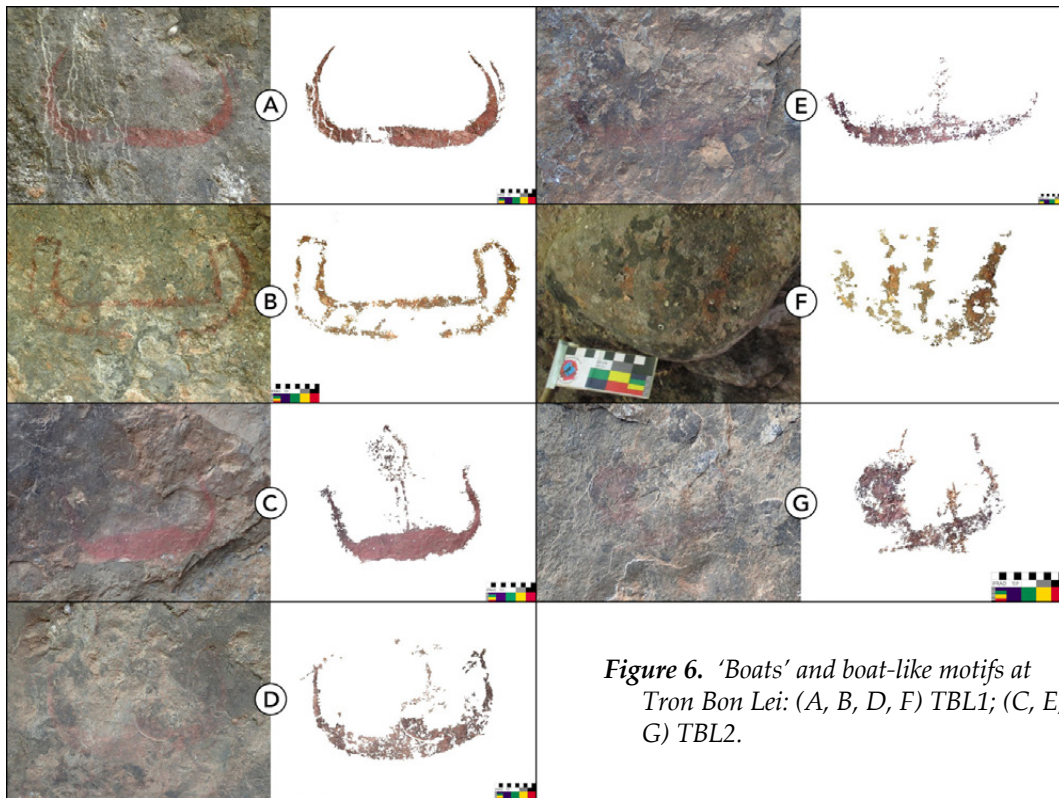 A
E
B
F
C
G
D
Figure 6. 'Boats' and boat-like motifs at
Tron Bon Lei: (A, B, D, F) TBL1; (C, E,
G) TBL2.